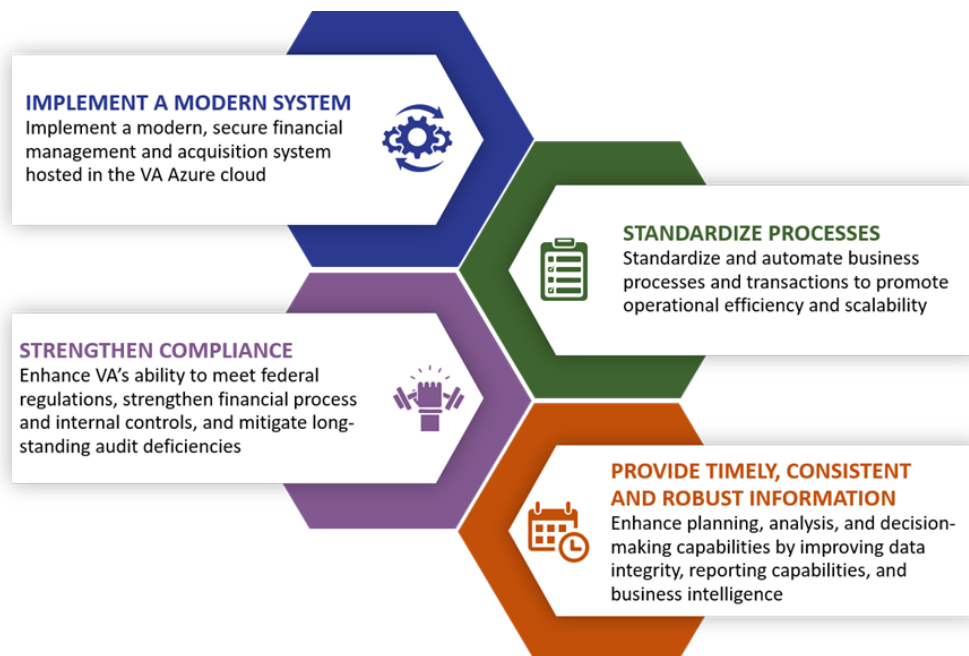 IMPLEMENT A MODERN SYSTEM
Implement a modern, secure financial
management and acquisition system
hosted in the VA Azure cloud
STANDARDIZE PROCESSES
Standardize and automate business
processes and transactions to promote
operational efficiency and scalability
STRENGTHEN COMPLIANCE
Enhance VA’s ability to meet federal
regulations, strengthen financial process
and internal controls, and mitigate long-
standing audit deficiencies
PROVIDE TIMELY, CONSISTENT
AND ROBUST INFORMATION
Enhance planning, analysis, and decision-
making capabilities by improving data
integrity, reporting capabilities, and
business intelligence